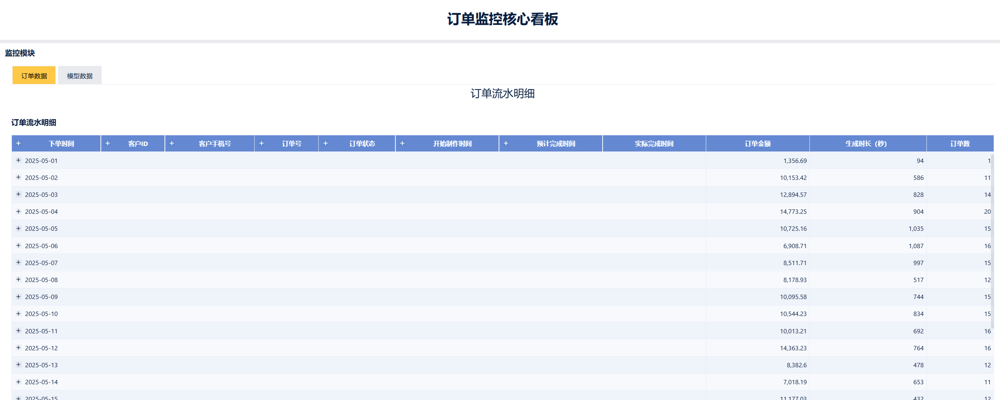 订单监控核心看板
监控模块
订单数据 模型数据
订单流水明细
订单流水明细
+ 下单时间 + 客户ID + 客户手机号 + 订单号 + 订单状态 + 开始制作时间 + 预计完成时间 实际完成时间 订单金额 生成时长 (秒) 订单数
+ 2025-05-01 1,356.69 94 1
+ 2025-05-02 10,153.42 586 11
+ 2025-05-03 12,894.57 828 14
+ 2025-05-04 14,773.25 904 20
+ 2025-05-05 10,725.16 1,035 15
+ 2025-05-06 6,908.71 1,087 16
+ 2025-05-07 8,511.71 997 15
+ 2025-05-08 8,178.93 517 12
+ 2025-05-09 10,095.58 744 15
+ 2025-05-10 10,544.23 834 15
+ 2025-05-11 10,013.21 692 16
+ 2025-05-12 14,363.23 764 16
+ 2025-05-13 8,382.6 478 12
+ 2025-05-14 7,018.19 653 11
+ 2025-05-15 11,177.03 432 12